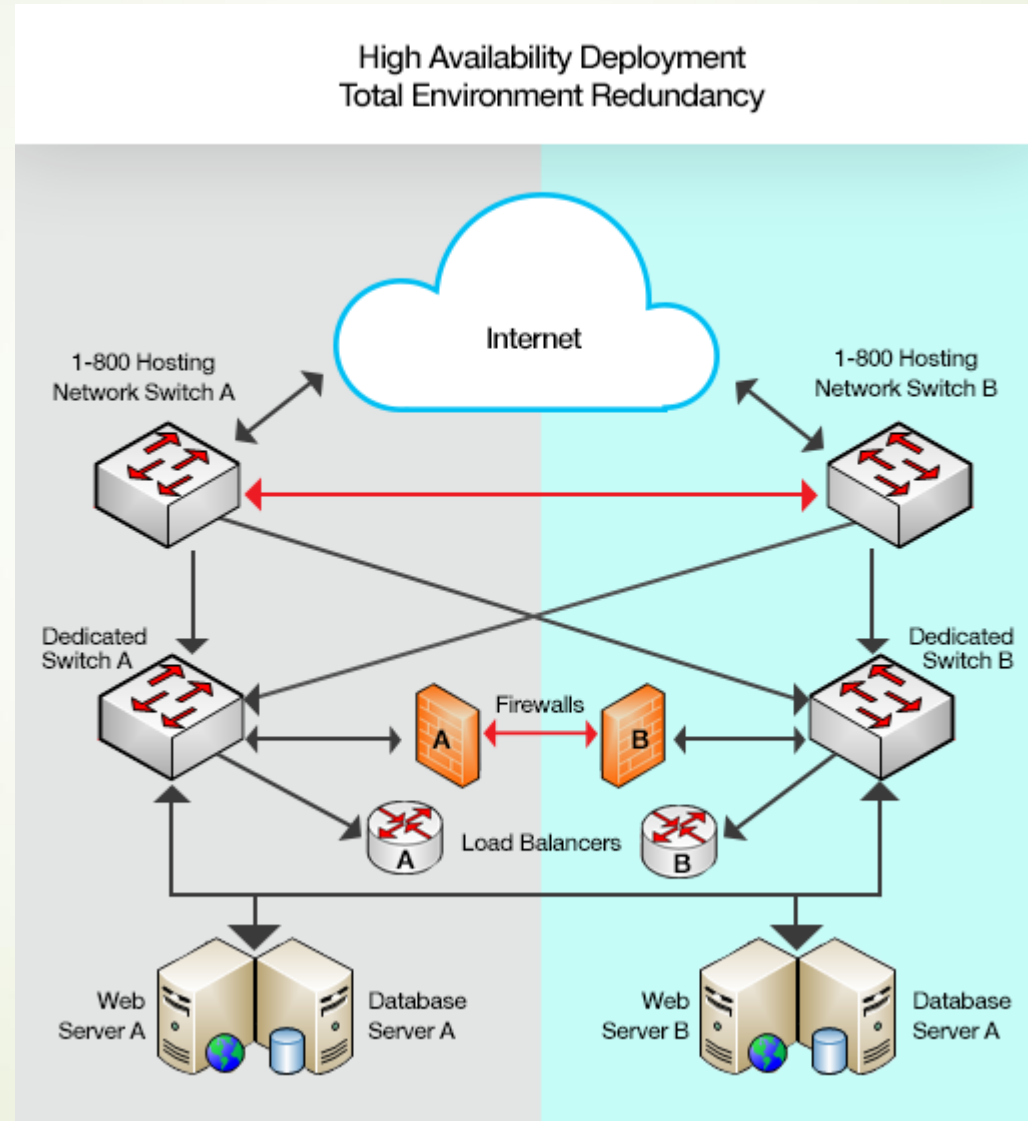 High Availability Deployment
Total Environment Redundancy
Internet
1-800 Hosting
Network Switch A
1-800 Hosting
Network Switch B
Dedicated
Switch A
Dedicated
Switch B
Firewalls
A
B
Load Balancers
A
B
Web
Server A
Database
Server A
Web
Server B
Database
Server A